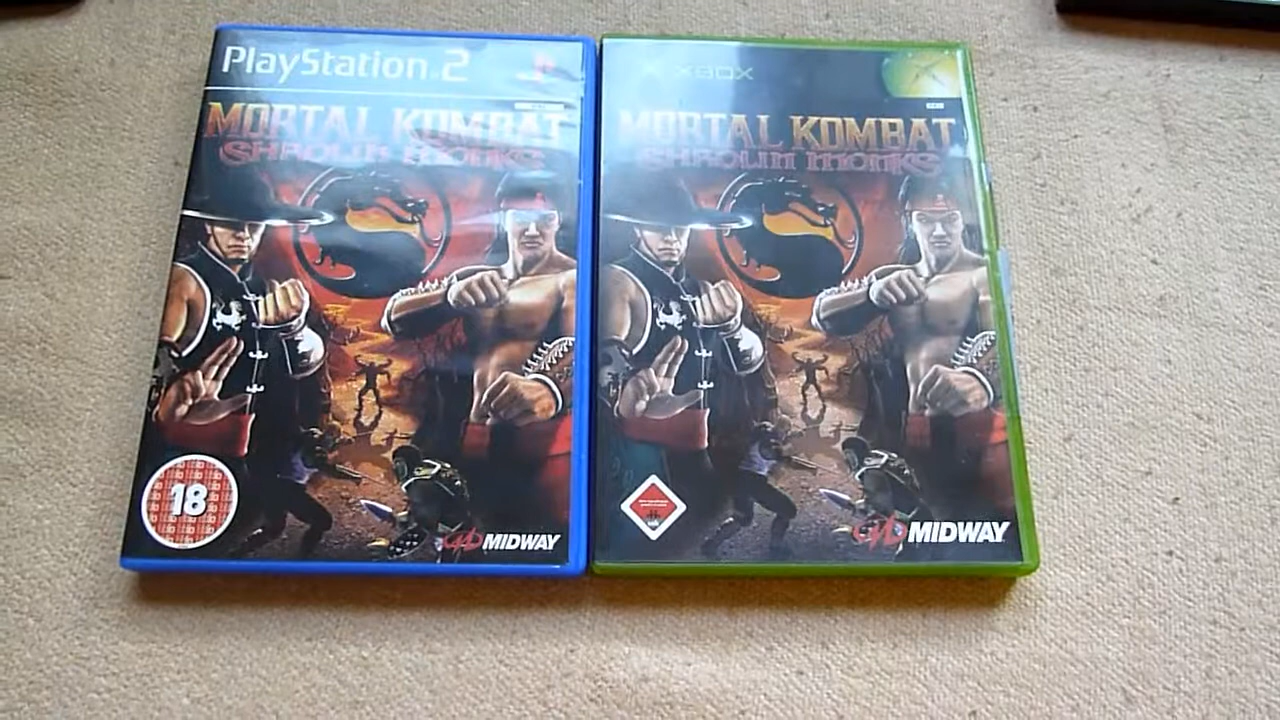 PlayStation 2
MORTAL KOMBAT
SHAOLIN MONKS
18
MIDWAY
XBOX
MORTAL KOMBAT
SHAOLIN MONKS
MIDWAY